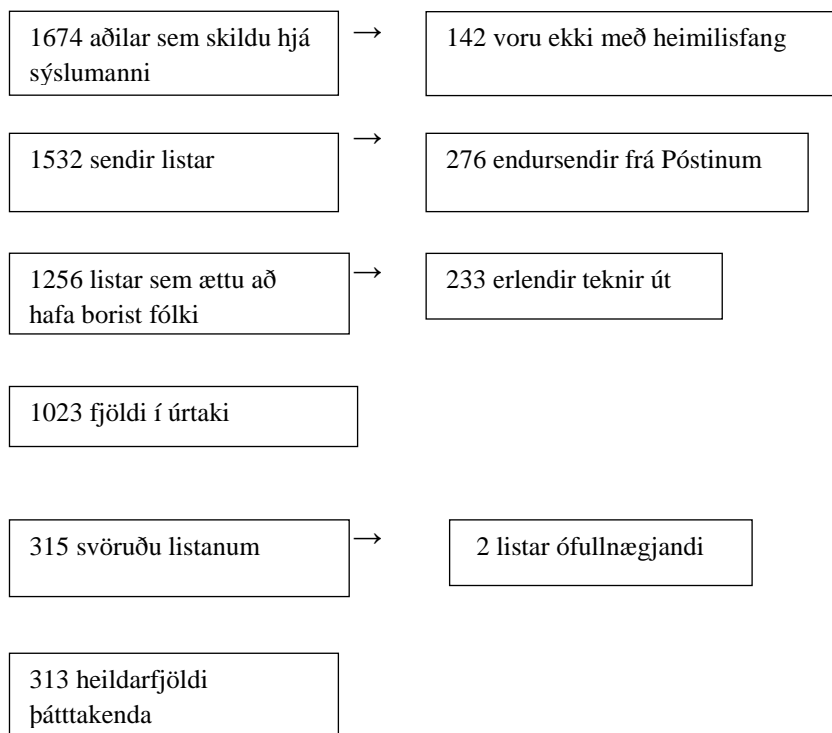 1674 aðilar sem skildu hjá → 142 voru ekki með heimilisfang
sýslumanni
1532 sendir listar → 276 endursendir frá Póstinum
1256 listar sem ættu að → 233 erlendir teknir út
hafa borist fólki
1023 fjöldi í úrtaki
315 svöruðu listanum → 2 listar ófullnægjandi
313 heildarfjöldi
þátttakenda